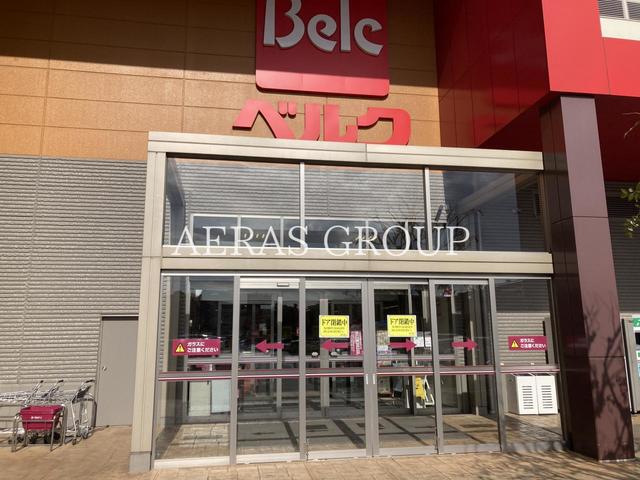 Belc
ベルク
AERAS GROUP
ドア閉鎖中
ドア閉鎖中
ガラスに
ご注意ください
ガラスに
ご注意ください